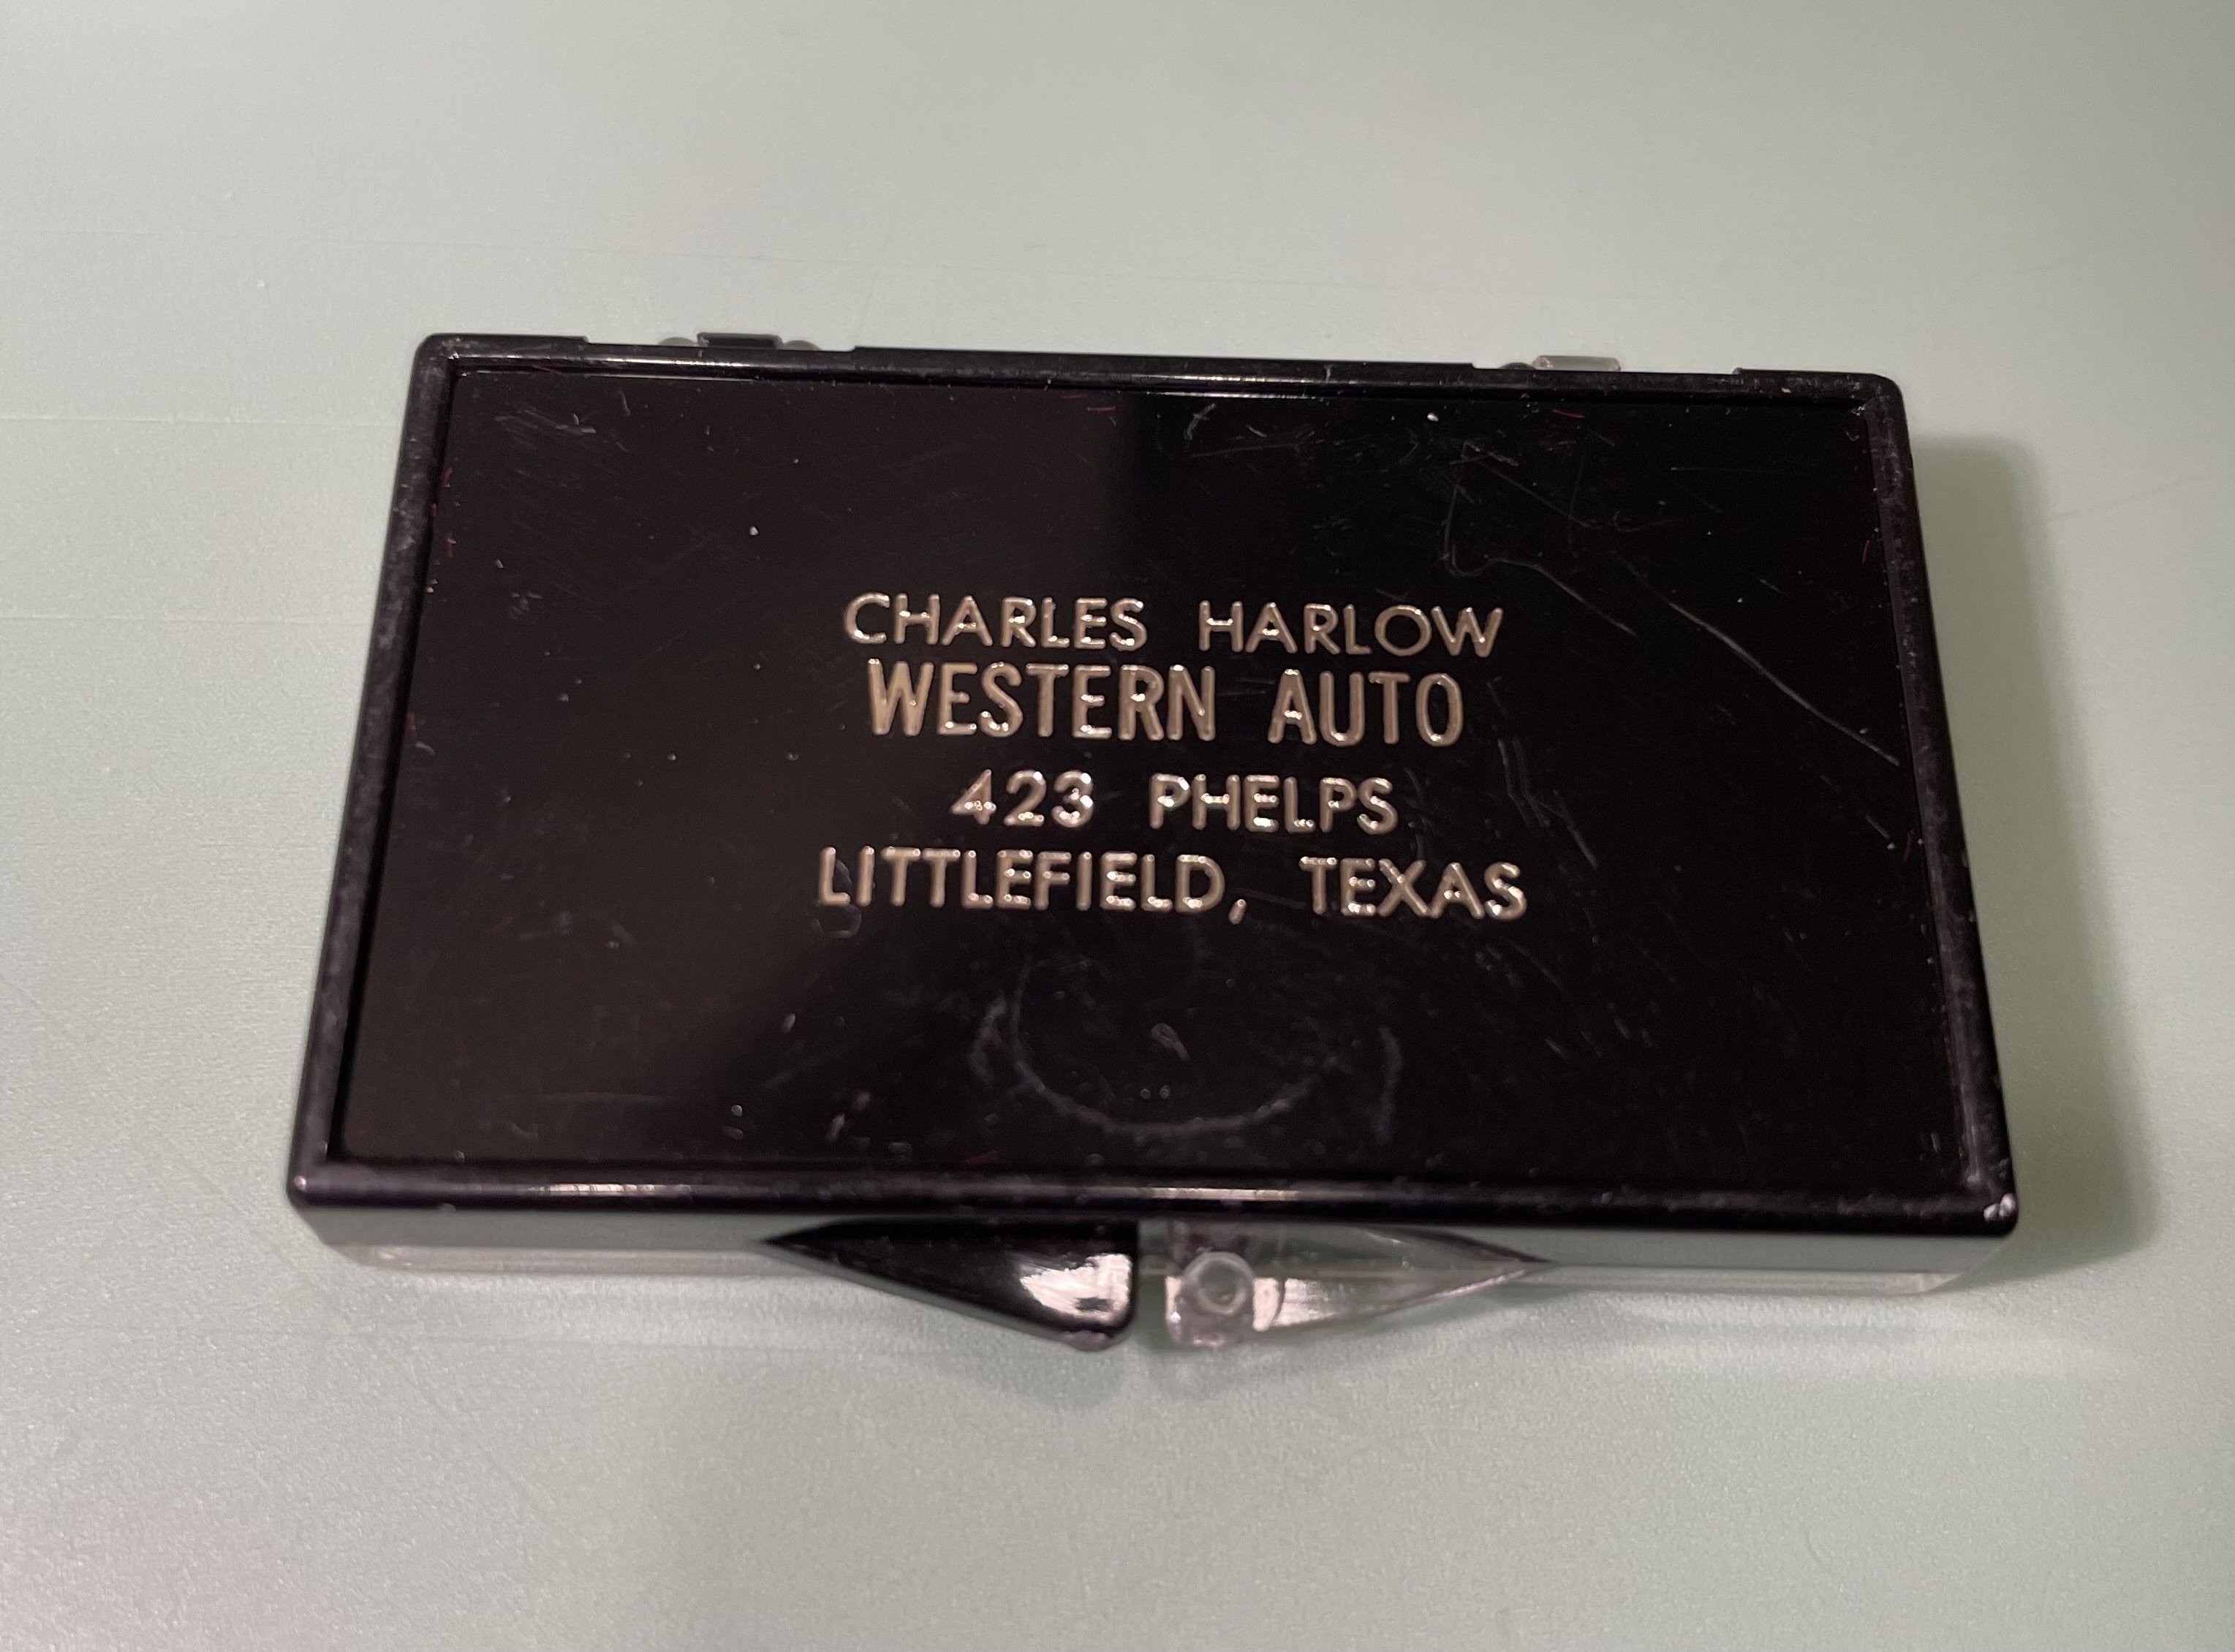 CHARLES HARLOW
WESTERN AUTO
423 PHELPS
LITTLEFIELD, TEXAS